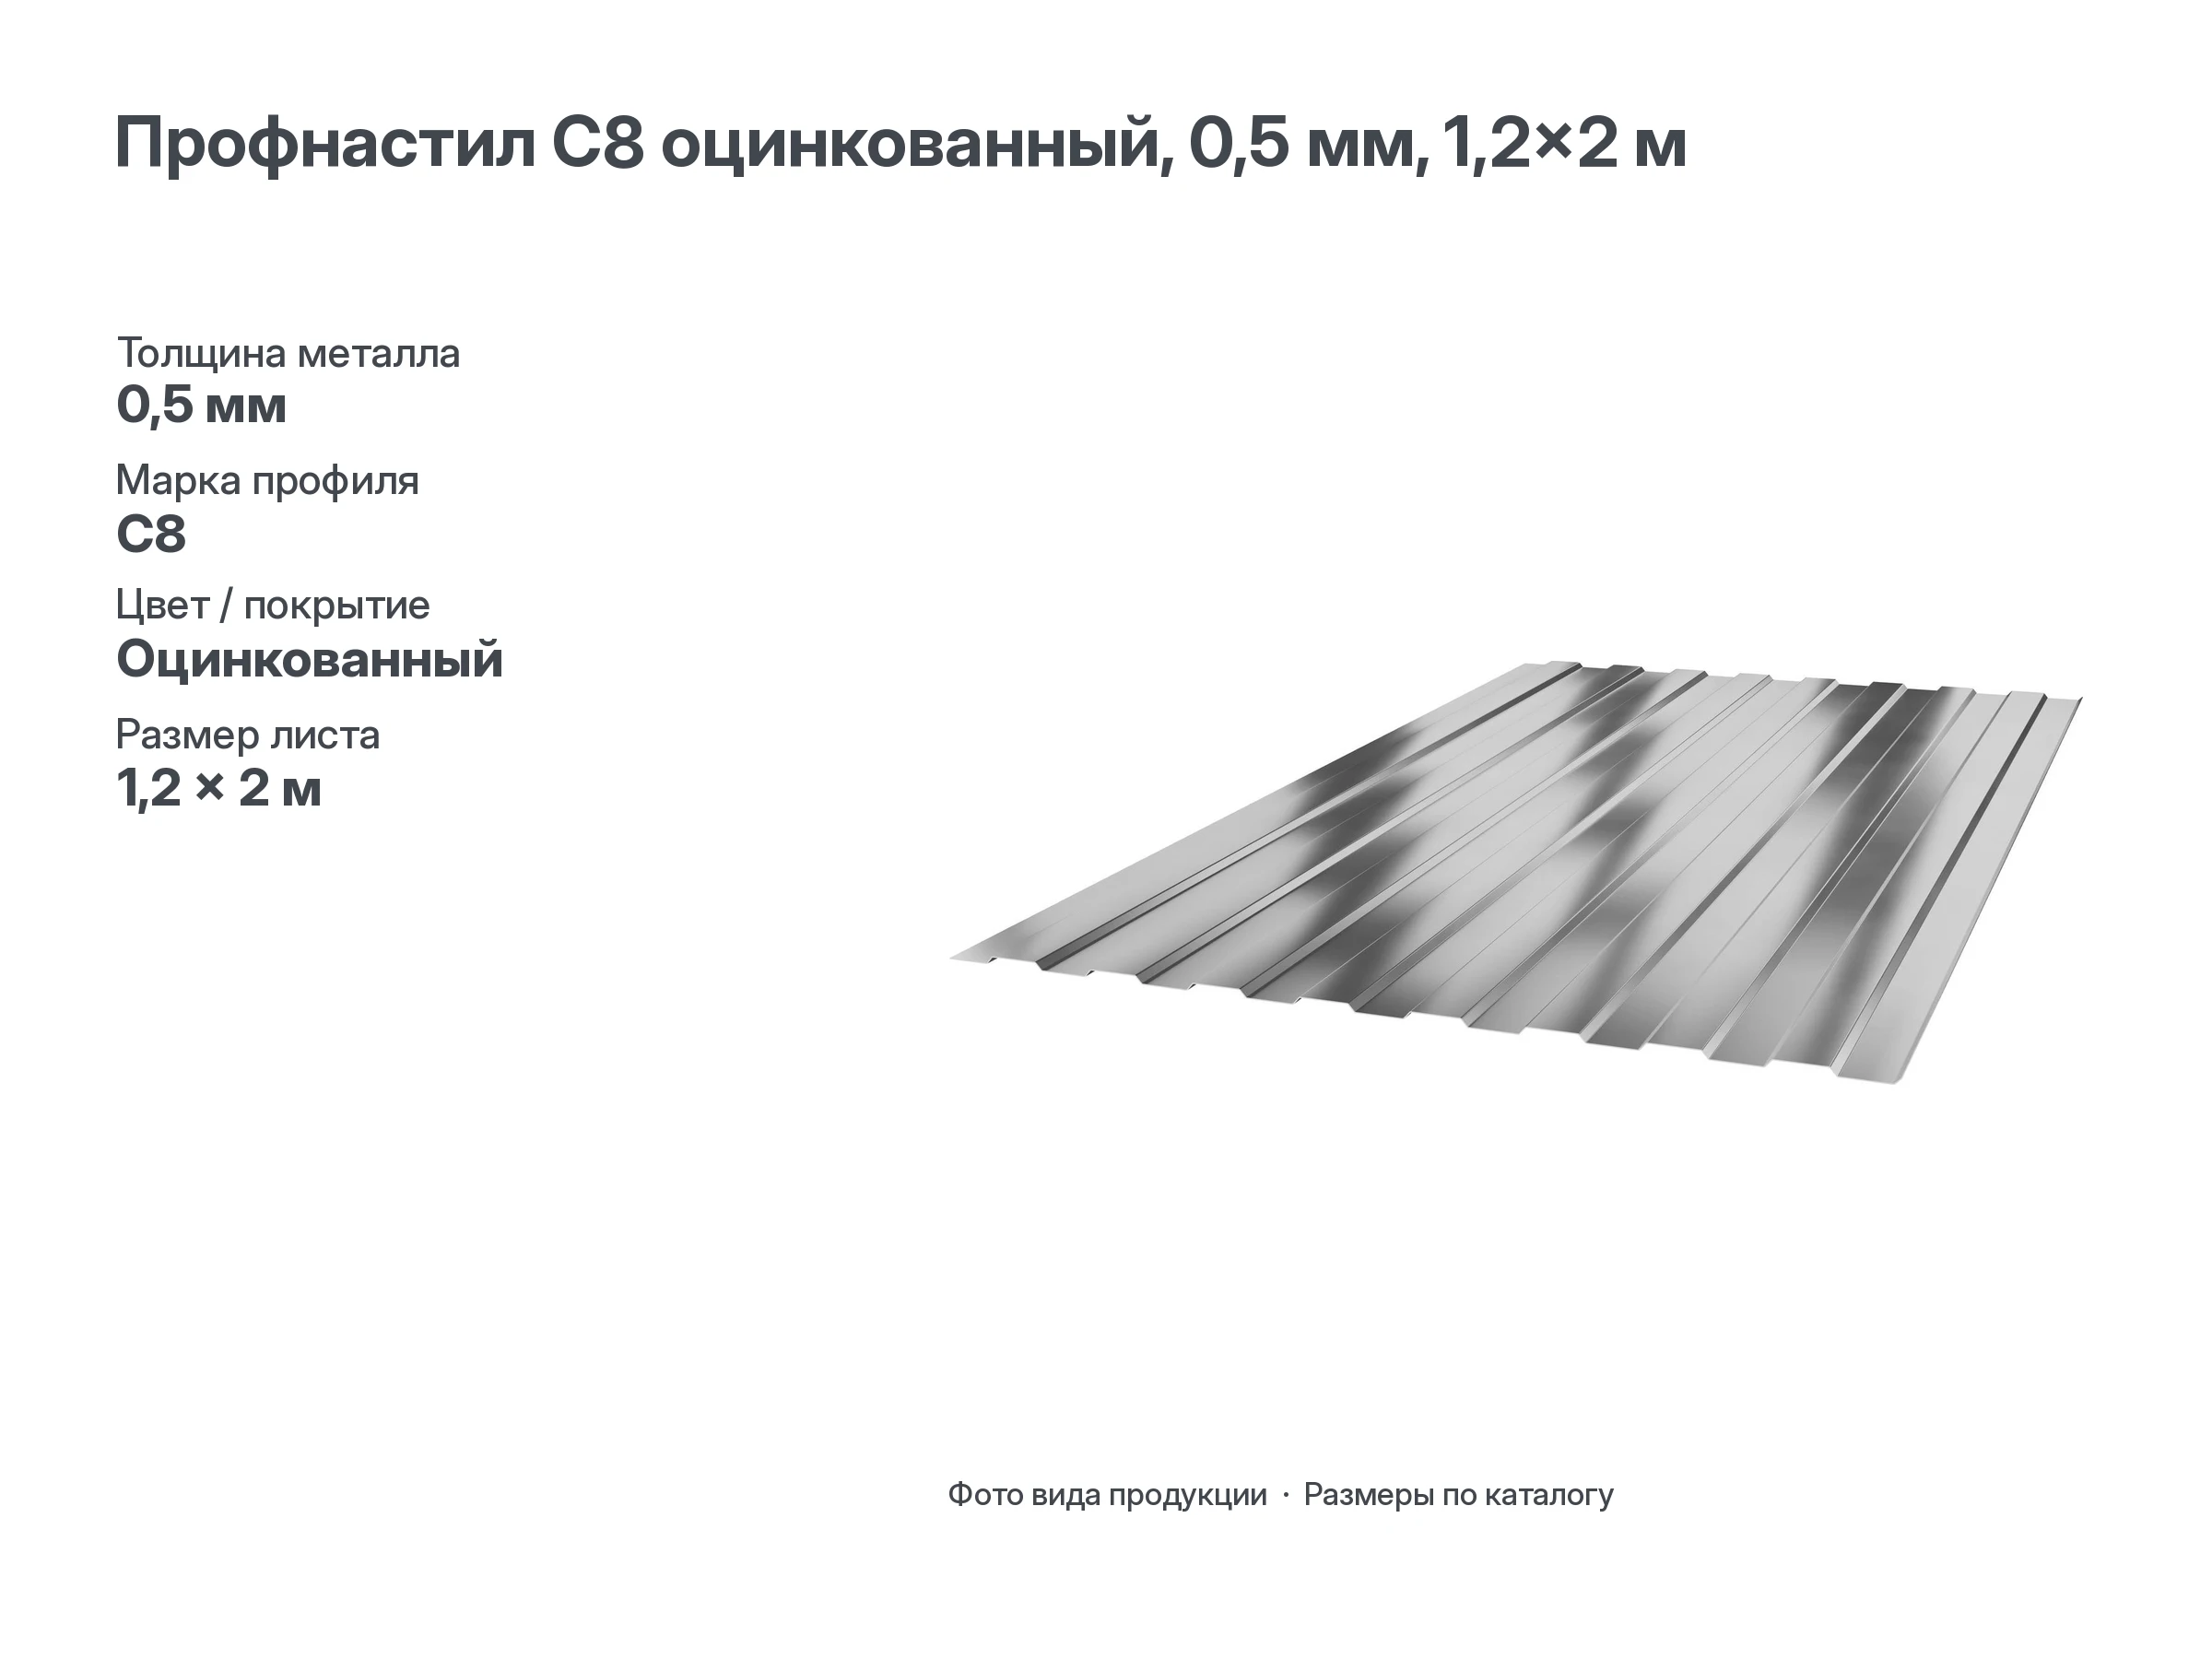 Профнастил С8 оцинкованный, 0,5 мм, 1,2×2 м
Толщина металла
0,5 мм
Марка профиля
С8
Цвет / покрытие
Оцинкованный
Размер листа
1,2 × 2 м
Фото вида продукции · Размеры по каталогу